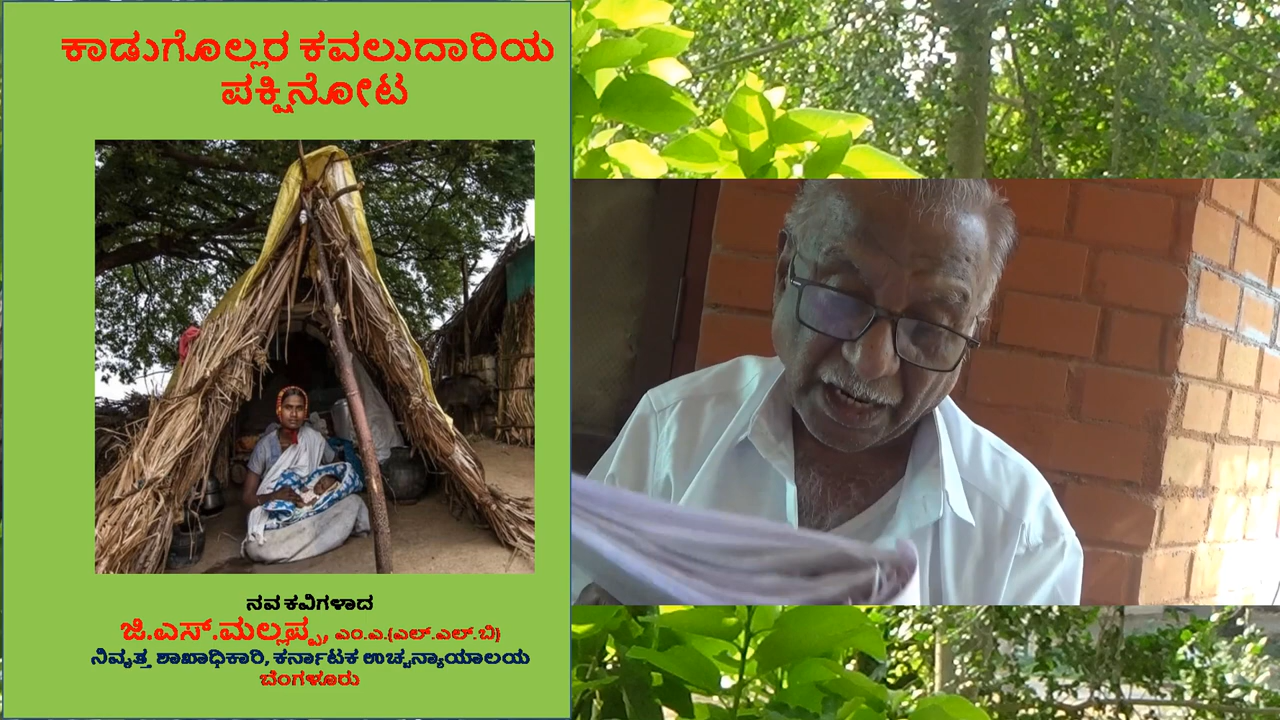 ಕಾಡುಗೊಲ್ಲರ ಕವಲುದಾರಿಯ
ಪಕ್ಷಿನೋಟ
ನವ ಕವಿಗಳಾದ
ಜಿ.ಎಸ್.ಮಲ್ಲಪ್ಪ, ಎಂ.ಎ.(ಎಲ್.ಎಲ್.ಬಿ)
ನಿವೃತ್ತ ಶಾಖಾಧಿಕಾರಿ, ಕರ್ನಾಟಕ ಉಚ್ಚನ್ಯಾಯಾಲಯ
ಬೆಂಗಳೂರು